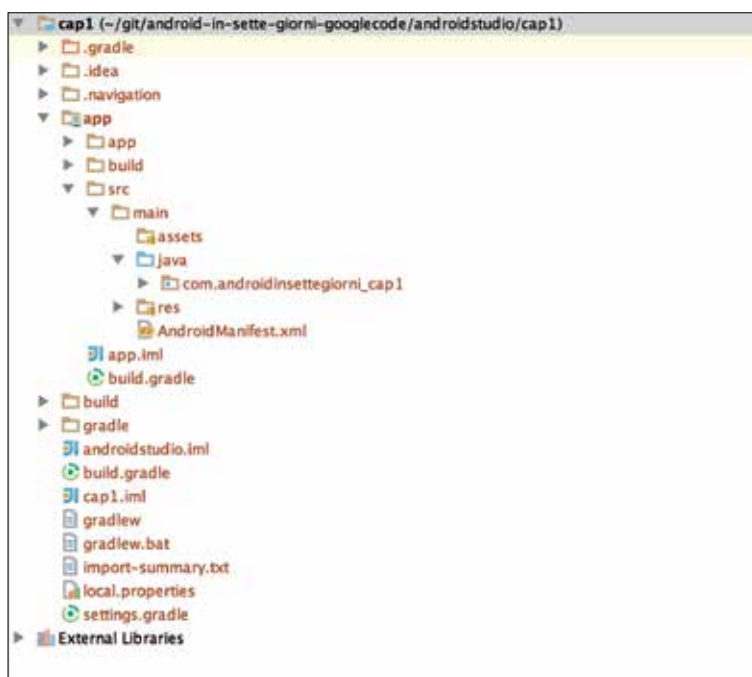 cap1 (~/git/android-in-sette-giorni-googlecode/androidstudio/cap1)
.gradle
.idea
.navigation
app
app
build
src
main
assets
java
com.androidinsettegiorni_cap1
res
AndroidManifest.xml
app.iml
build.gradle
build
gradle
androidstudio.iml
build.gradle
cap1.iml
gradlew
gradlew.bat
import-summary.txt
local.properties
settings.gradle
External Libraries